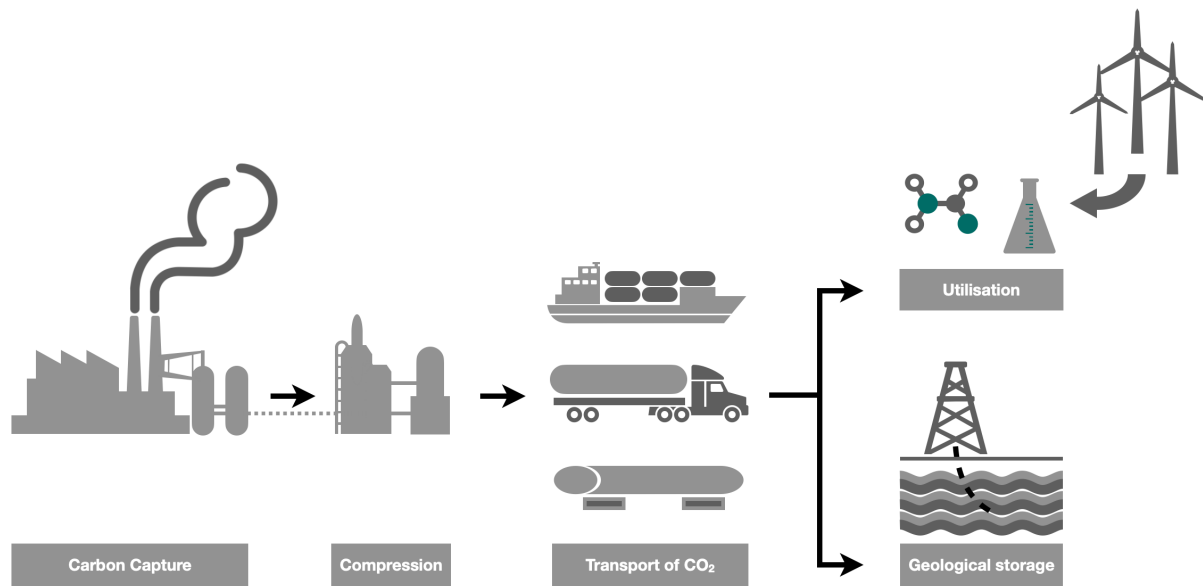 Utilisation
Carbon Capture
Compression
Transport of CO₂
Geological storage